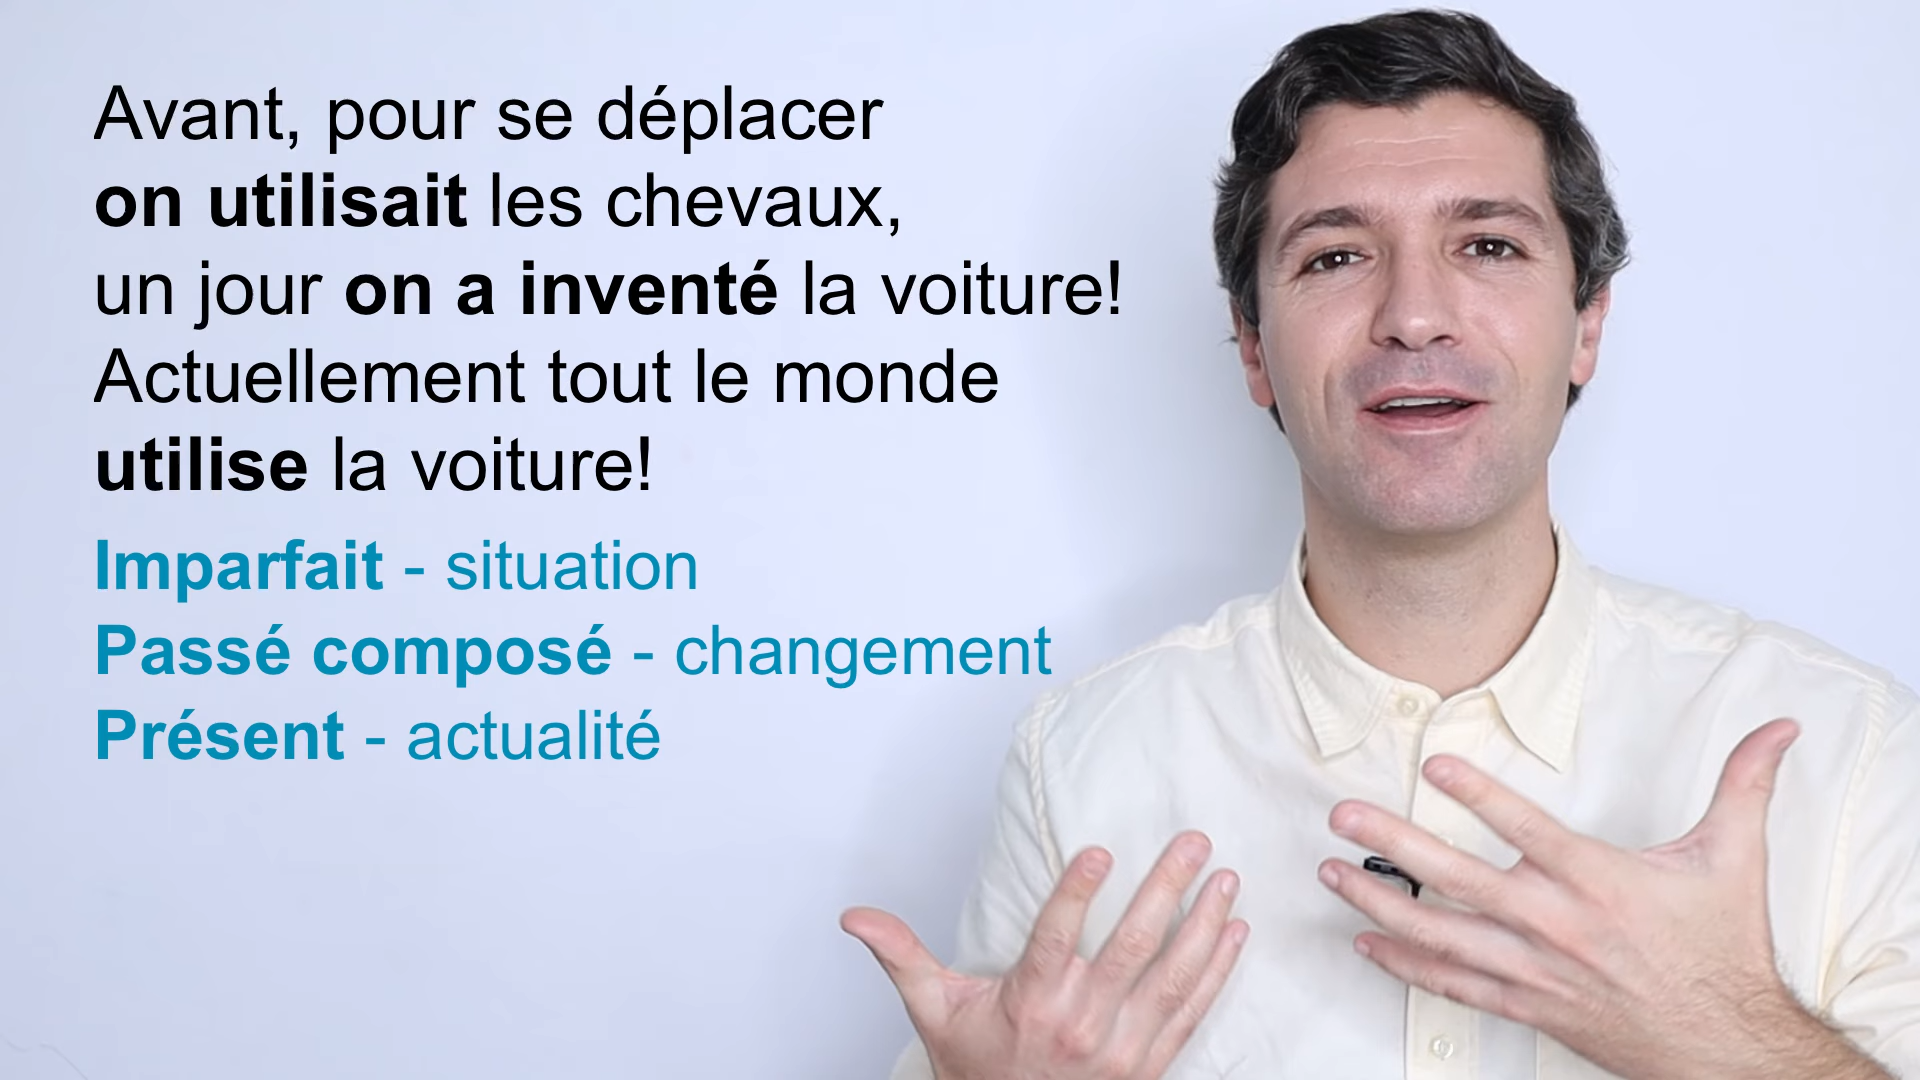 Avant, pour se déplacer
on utilisait les chevaux,
un jour on a inventé la voiture!
Actuellement tout le monde
utilise la voiture!
Imparfait - situation
Passé composé - changement
Présent - actualité